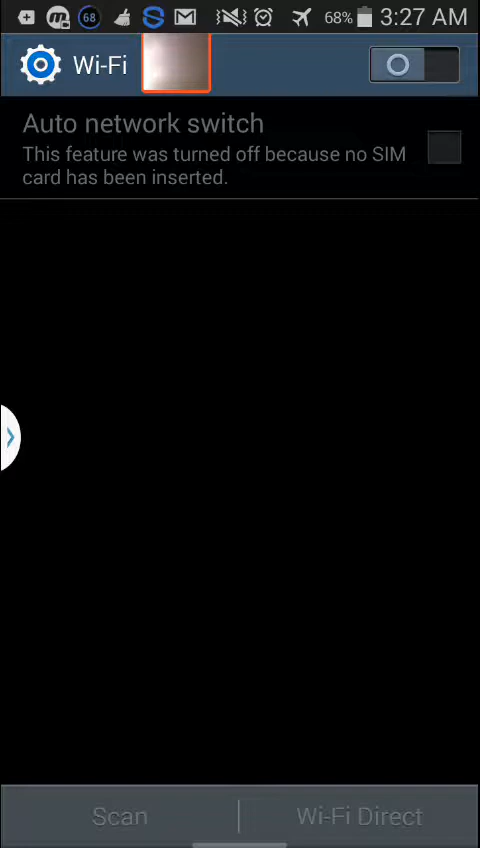 68 68% 3:27 AM
Wi-Fi
Auto network switch
This feature was turned off because no SIM
card has been inserted.
Scan Wi-Fi Direct